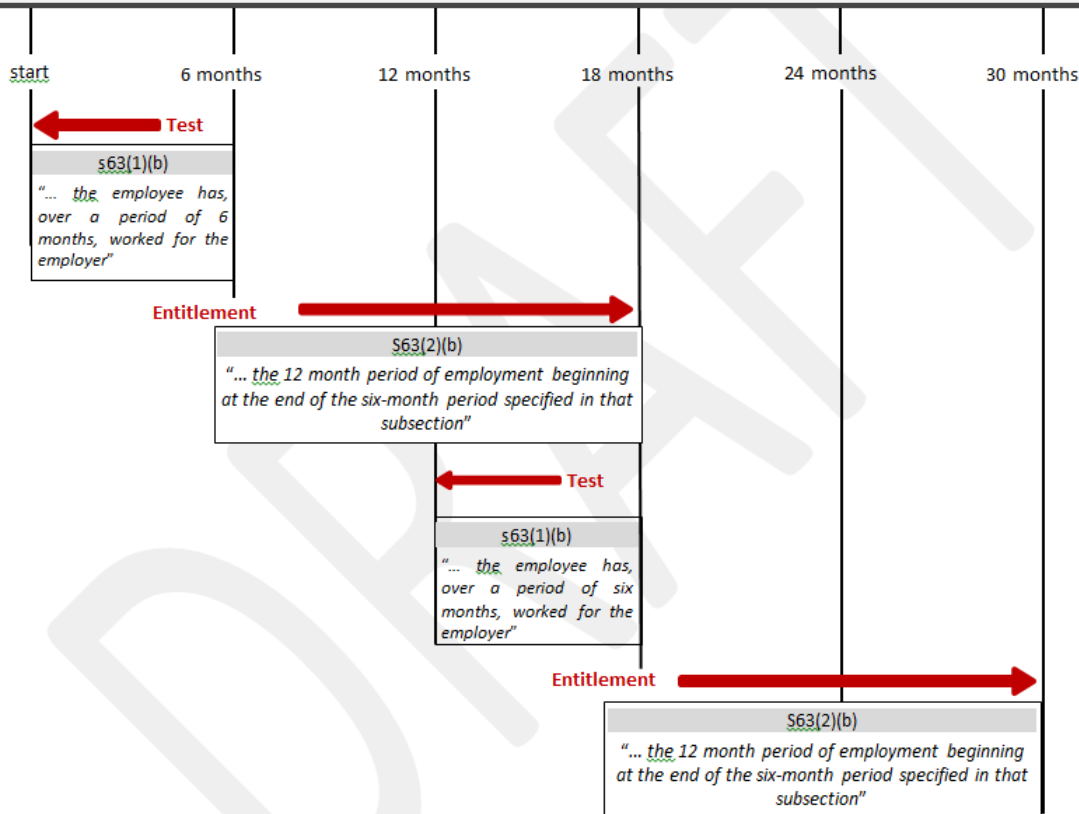 start 6 months 12 months 18 months 24 months 30 months
Test
s63(1)(b)
“... the employee has,
over a period of 6
months, worked for the
employer”
Entitlement
S63(2)(b)
“... the 12 month period of employment beginning
at the end of the six-month period specified in that
subsection”
Test
s63(1)(b)
“... the employee has,
over a period of six
months, worked for the
employer”
Entitlement
S63(2)(b)
“... the 12 month period of employment beginning
at the end of the six-month period specified in that
subsection”
DRAFT